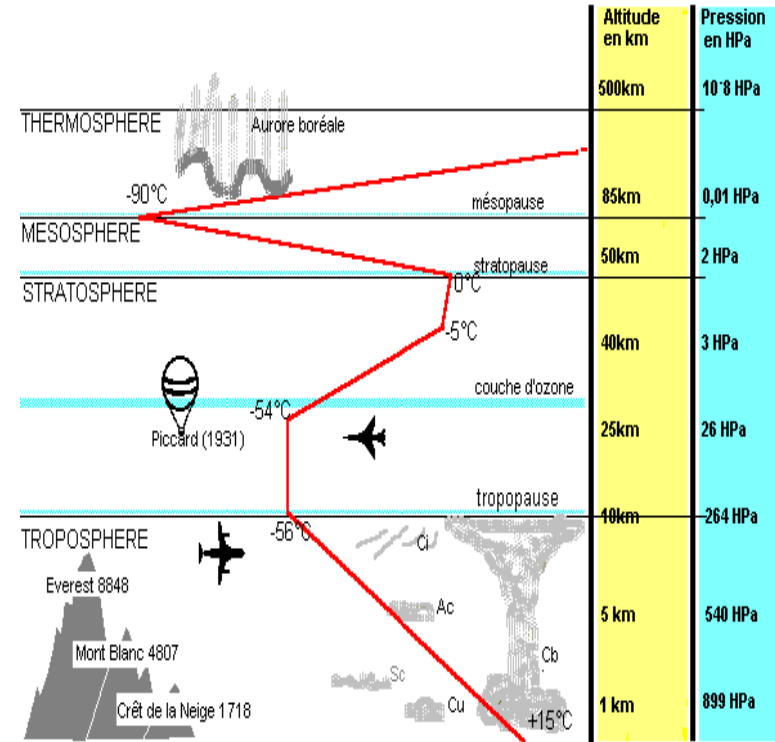 Altitude en km
Pression en HPa
500km
10⁻8 HPa
THERMOSPHERE
Aurore boréale
-90°C
mésopause
85km
0,01 HPa
MESOSPHERE
stratopause
50km
2 HPa
0°C
STRATOSPHERE
-5°C
40km
3 HPa
couche d'ozone
-54°C
Piccard (1931)
25km
26 HPa
tropopause
10km
264 HPa
-56°C
TROPOSPHERE
Ci
Everest 8848
Ac
5 km
540 HPa
Mont Blanc 4807
Cb
Sc
Crêt de la Neige 1718
Cu
+15°C
1 km
899 HPa